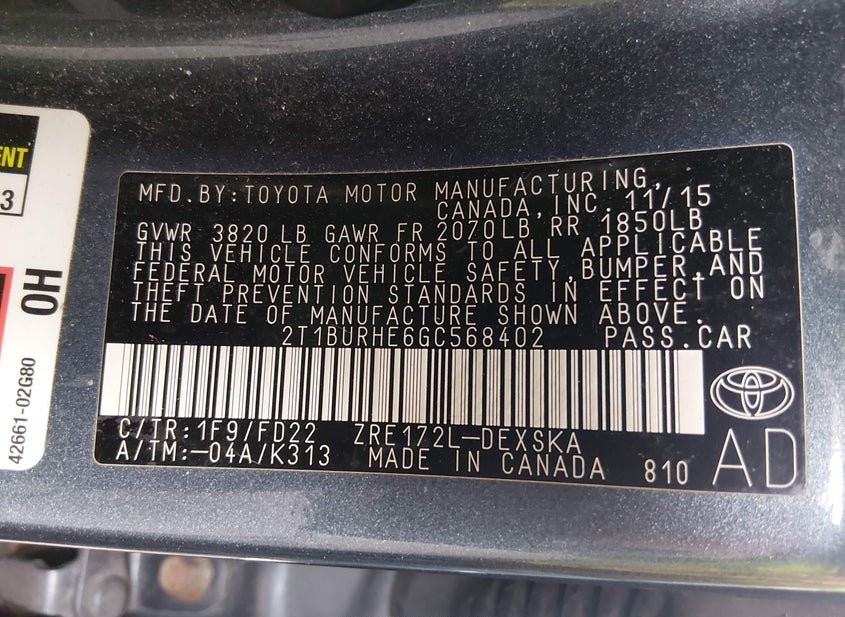 ENT
3
OH
42661-02G80
MFD.BY:TOYOTA MOTOR MANUFACTURING,
CANADA,INC. 11/15
GVWR 3820 LB GAWR FR 2070LB RR 1850LB
THIS VEHICLE CONFORMS TO ALL APPLICABLE
FEDERAL MOTOR VEHICLE SAFETY,BUMPER,AND
THEFT PREVENTION STANDARDS IN EFFECT ON
THE DATE OF MANUFACTURE SHOWN ABOVE.
2T1BURHE6GC568402 PASS.CAR
C/TR:1F9/FD22 ZRE172L-DEXSKA
A/TM:-04A/K313 MADE IN CANADA 810 AD